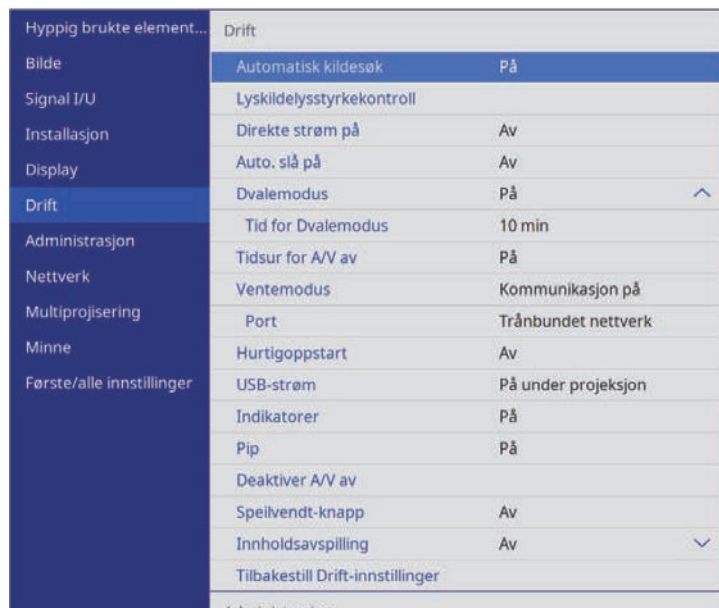 Hyppig brukte element...
Bilde
Signal I/U
Installasjon
Display
Drift
Administrasjon
Nettverk
Multiprojisering
Minne
Første/alle innstillinger
Drift
Automatisk kildesøk På
Lyskildelysstyrkekontroll
Direkte strøm på Av
Auto. slå på Av
Dvalemodus På
Tid for Dvalemodus 10 min
Tidsur for A/V av På
Ventemodus Kommunikasjon på
Port Trånbundet nettverk
Hurtigoppstart Av
USB-strøm På under projeksjon
Indikatorer På
Pip På
Deaktiver A/V av
Speilvendt-knapp Av
Innholdsavspilling Av
Tilbakestill Drift-innstillinger